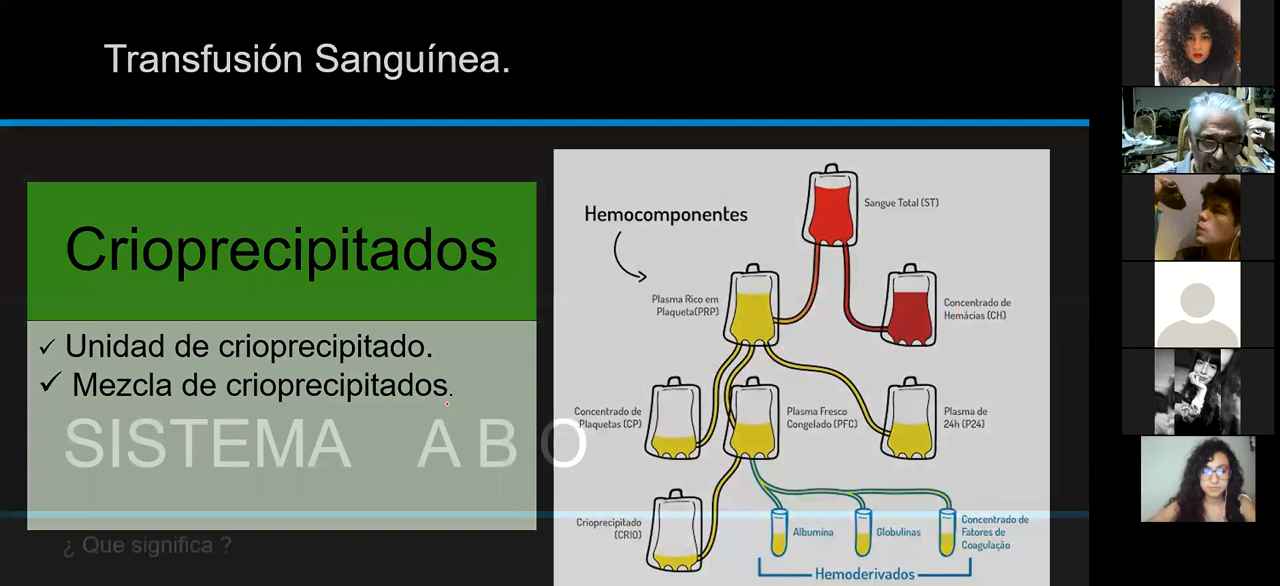 Transfusión Sanguínea.
Crioprecipitados
✓ Unidad de crioprecipitado.
✓ Mezcla de crioprecipitados.
SISTEMA A B O
¿ Que significa ?
Hemocomponentes
Sangue Total (ST)
Plasma Rico em
Plaqueta(PRP)
Concentrado de
Hemácias (CH)
Concentrado de
Plaquetas (CP)
Plasma Fresco
Congelado (PFC)
Plasma de
24h (P24)
Crioprecipitado
(CRIO)
Albumina
Globulinas
Concentrado de
Fatores de
Coagulação
Hemoderivados